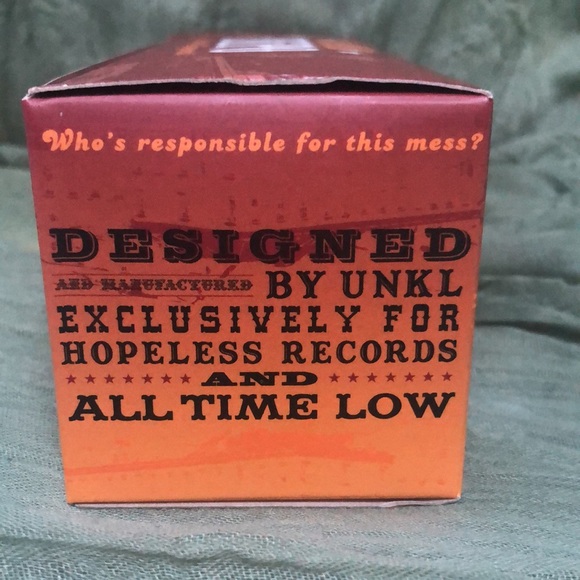 Who's responsible for this mess?
DESIGNED
AND MANUFACTURED BY UNKL
EXCLUSIVELY FOR
HOPELESS RECORDS
AND
ALL TIME LOW